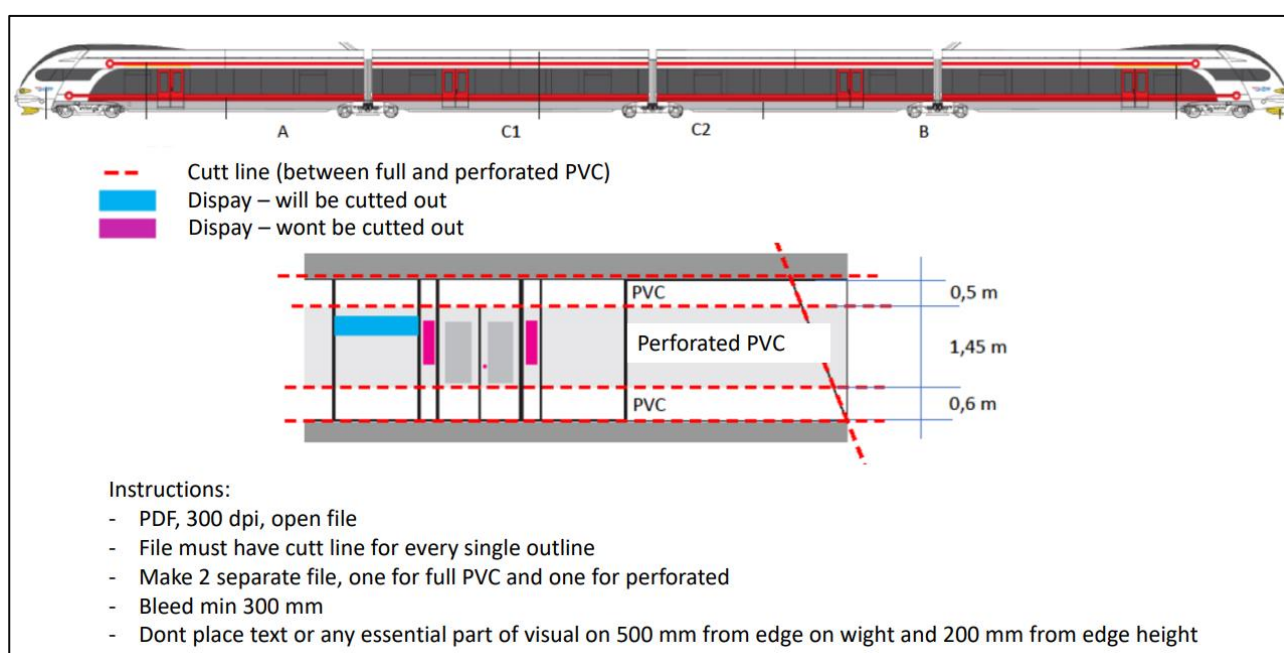 A C1 C2 B
Cutt line (between full and perforated PVC)
Dispay – will be cutted out
Dispay – wont be cutted out
PVC 0,5 m
Perforated PVC 1,45 m
PVC 0,6 m
Instructions:
- PDF, 300 dpi, open file
- File must have cutt line for every single outline
- Make 2 separate file, one for full PVC and one for perforated
- Bleed min 300 mm
- Dont place text or any essential part of visual on 500 mm from edge on wight and 200 mm from edge height